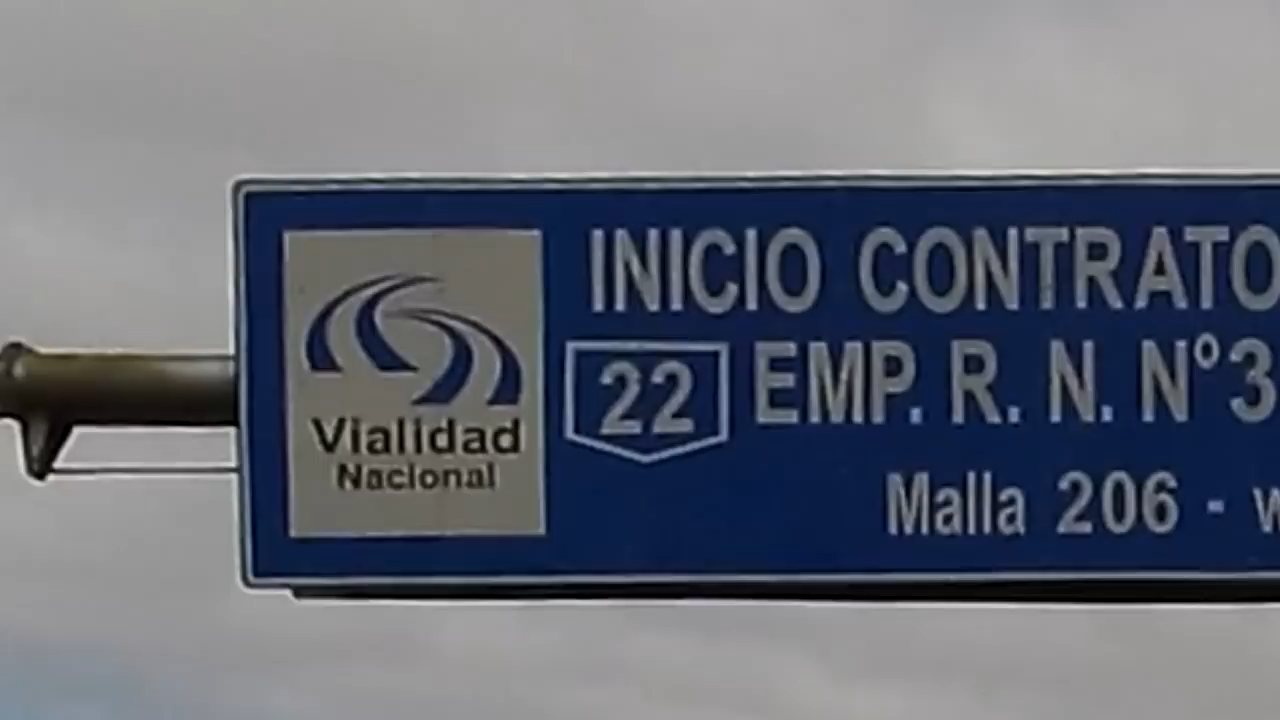 INICIO CONTRATO
22 EMP. R. N. N°3
Malla 206 -
Vialidad
Nacional